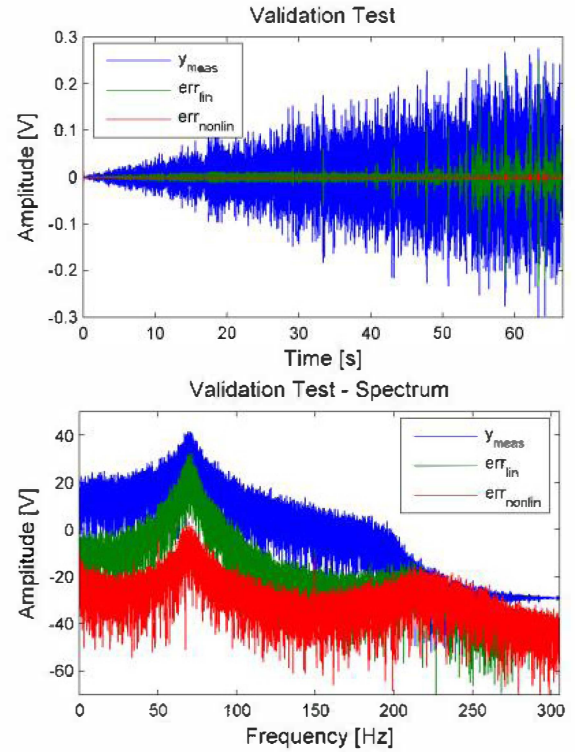 Validation Test
0.3
0.2
0.1
0
-0.1
-0.2
-0.3
Amplitude [V]
y_meas
err_lin
err_nonlin
0 10 20 30 40 50 60
Time [s]
Validation Test - Spectrum
40
20
0
-20
-40
-60
Amplitude [V]
y_meas
err_lin
err_nonlin
0 50 100 150 200 250 300
Frequency [Hz]